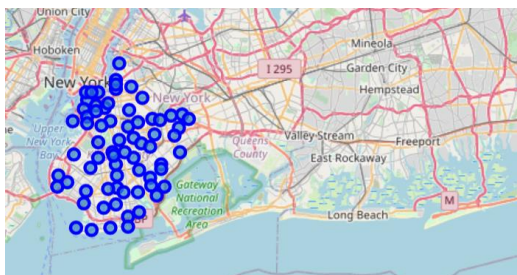 Union City
Hoboken
Mineola
I 295
Garden City
New York
Hempstead
New York
Upper
New York
Bay
Queens
County
Valley Stream
Freeport
East Rockaway
Gateway
National
Recreation
Area
M
Long Beach